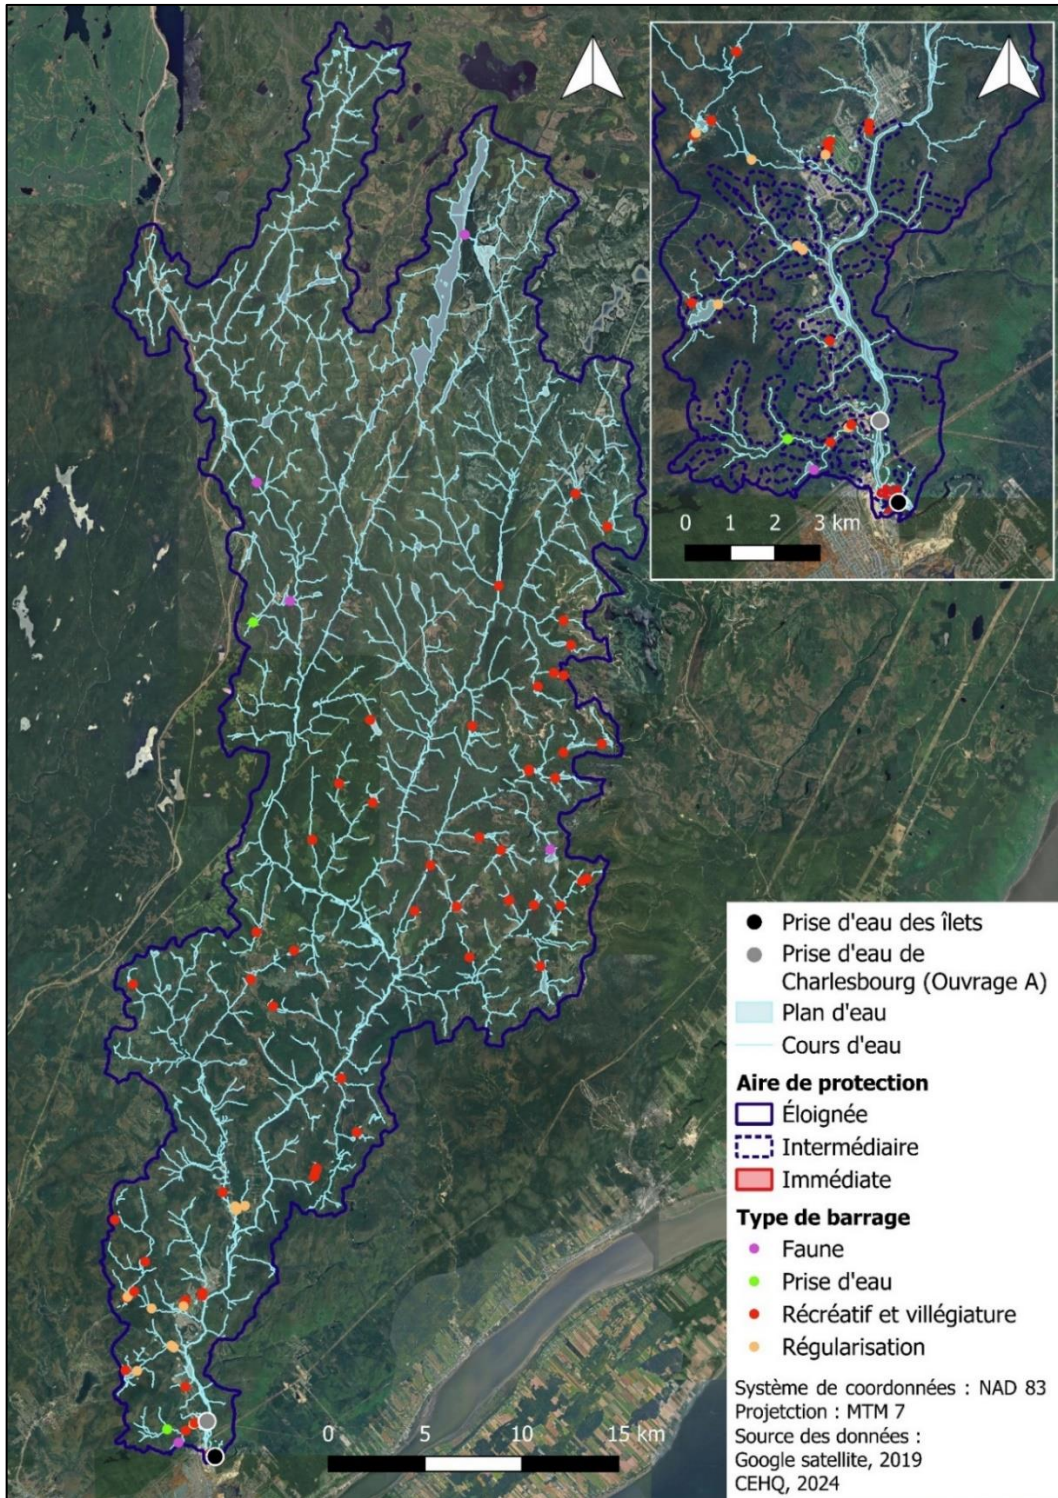 0 1 2 3 km
Prise d'eau des îlets
Prise d'eau de
Charlesbourg (Ouvrage A)
Plan d'eau
Cours d'eau
Aire de protection
Éloignée
Intermédiaire
Immédiate
Type de barrage
Faune
Prise d'eau
Récréatif et villégiature
Régularisation
Système de coordonnées : NAD 83
Projetction : MTM 7
Source des données :
Google satellite, 2019
CEHQ, 2024
0 5 10 15 km